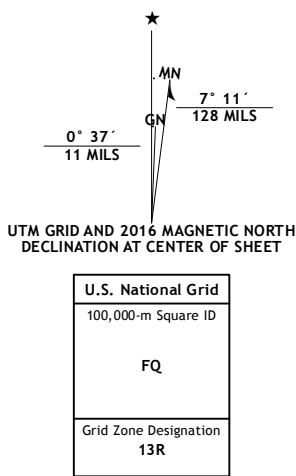 MN
7° 11´
128 MILS
GN
0° 37´
11 MILS
UTM GRID AND 2016 MAGNETIC NORTH
DECLINATION AT CENTER OF SHEET
U.S. National Grid
100,000-m Square ID
FQ
Grid Zone Designation
13R